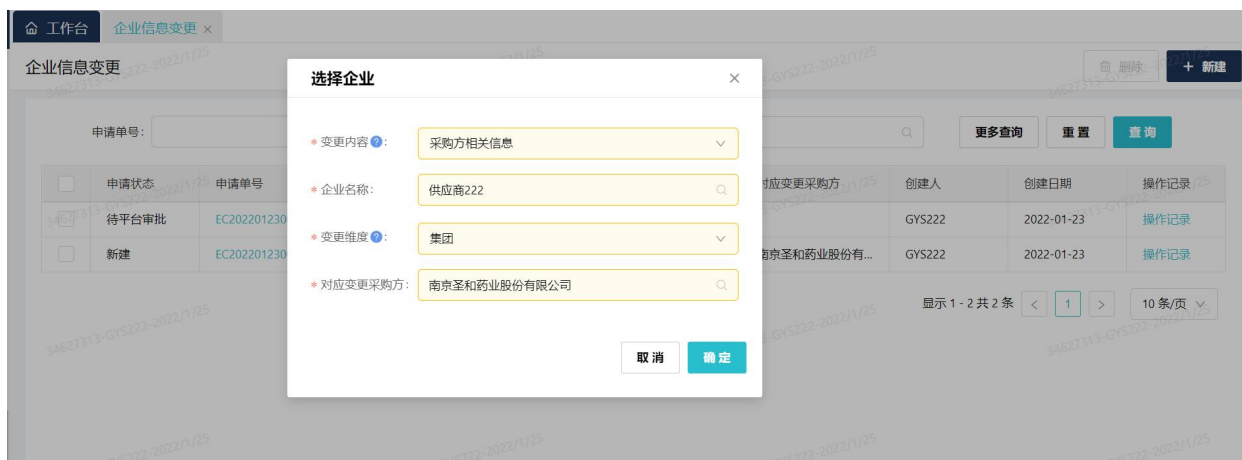 工作台 企业信息变更 ×
企业信息变更 删除 + 新建
选择企业 ×
申请单号: 更多查询 重置 查询
* 变更内容 ?: 采购方相关信息
* 企业名称: 供应商222
* 变更维度 ?: 集团
* 对应变更采购方: 南京圣和药业股份有限公司
取消 确定
申请状态 申请单号 对应变更采购方 创建人 创建日期 操作记录
待平台审批 EC202201230 GYS222 2022-01-23 操作记录
新建 EC202201230 南京圣和药业股份有... GYS222 2022-01-23 操作记录
显示 1 - 2 共 2 条 < 1 > 10 条/页
34627313-GYS222-2022/1/25